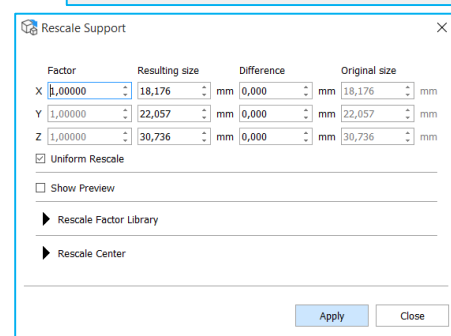 Rescale Support
Factor Resulting size Difference Original size
X 1,00000 18,176 mm 0,000 mm 18,176 mm
Y 1,00000 22,057 mm 0,000 mm 22,057 mm
Z 1,00000 30,736 mm 0,000 mm 30,736 mm
Uniform Rescale
Show Preview
Rescale Factor Library
Rescale Center
Apply Close